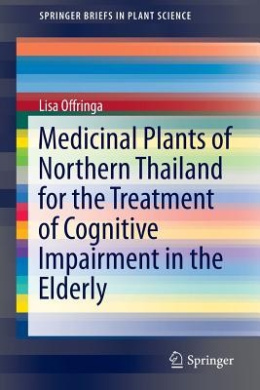 SPRINGER BRIEFS IN PLANT SCIENCE
Lisa Offringa
Medicinal Plants of
Northern Thailand
for the Treatment
of Cognitive
Impairment in the
Elderly
Springer